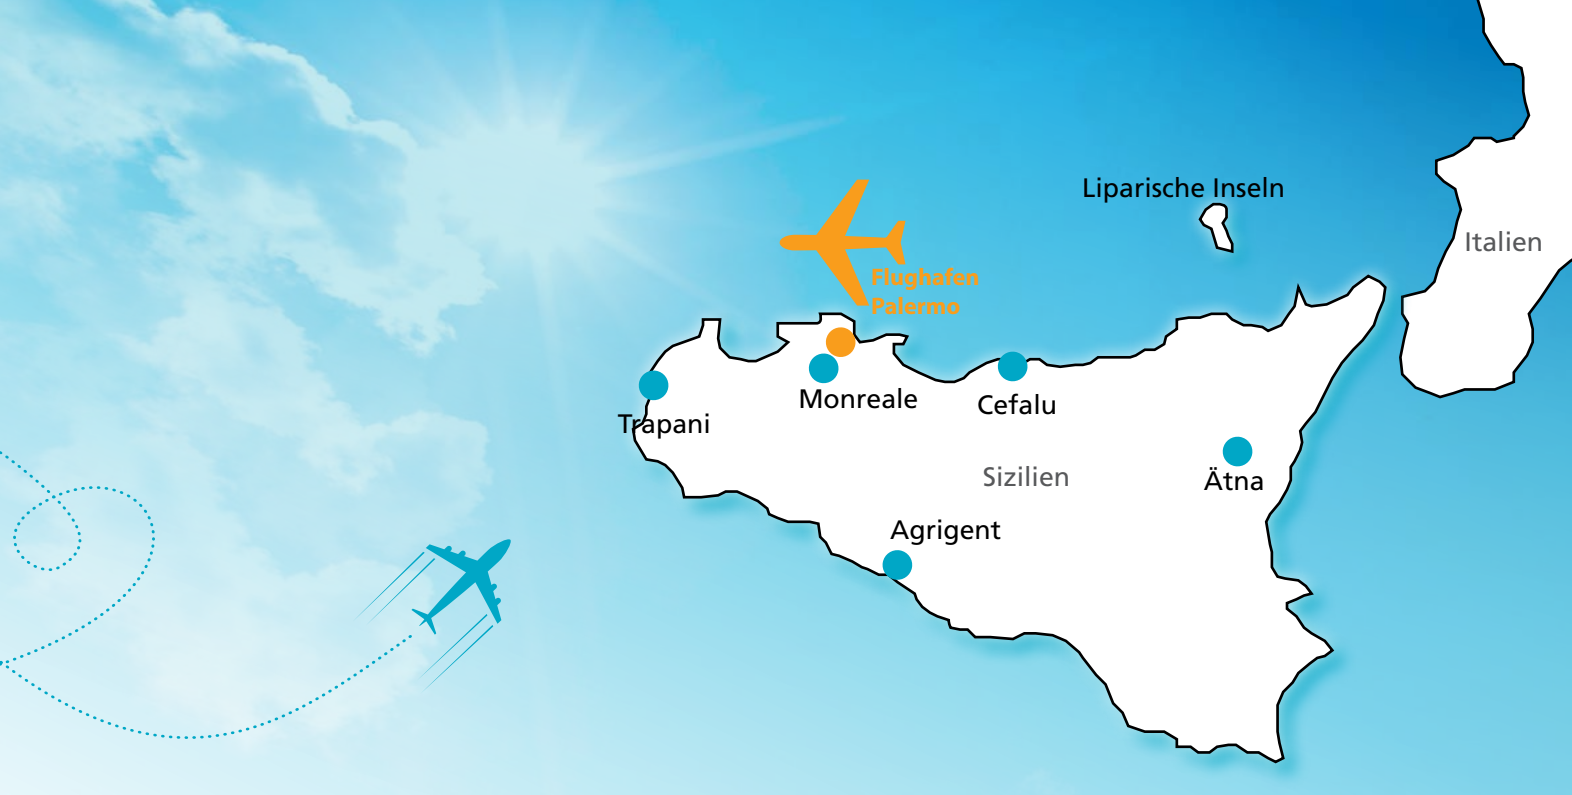 Liparische Inseln
Italien
Flughafen
Palermo
Monreale
Cefalu
Trapani
Sizilien
Ätna
Agrigent